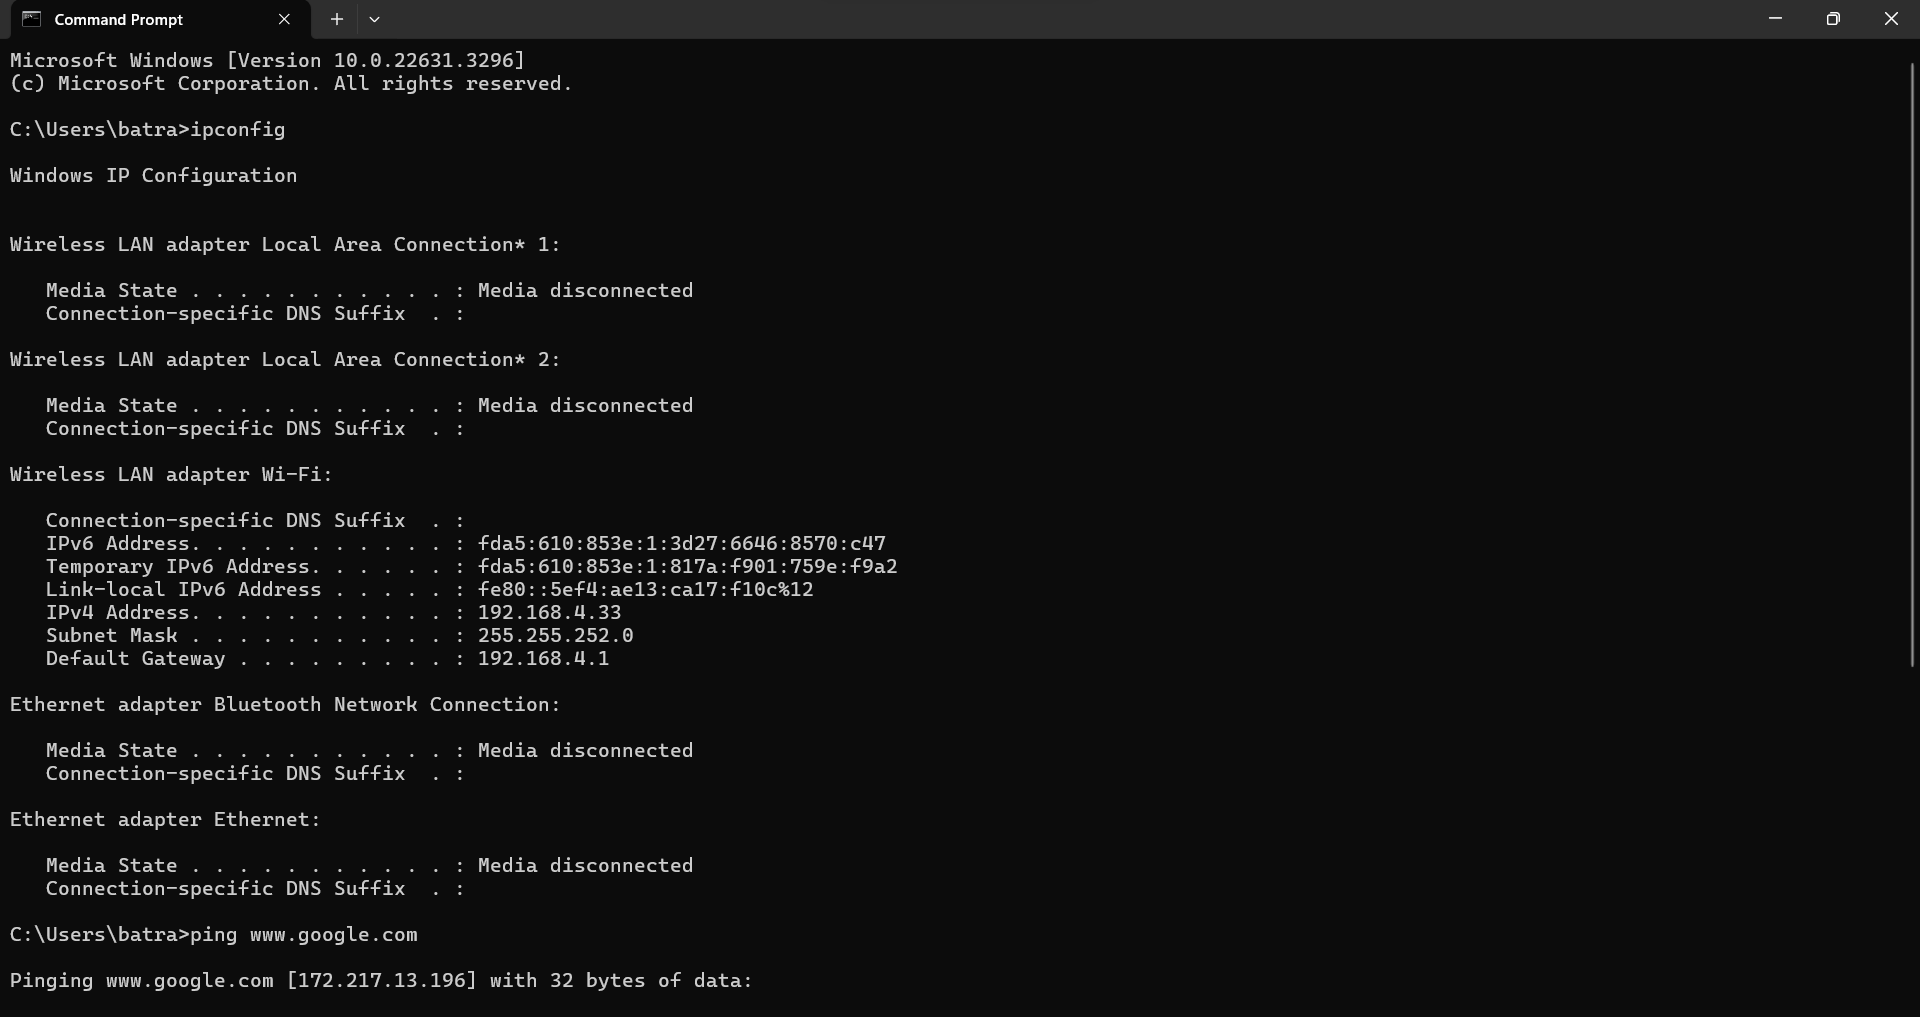 Command Prompt
Microsoft Windows [Version 10.0.22631.3296]
(c) Microsoft Corporation. All rights reserved.
C:\Users\batra>ipconfig
Windows IP Configuration
Wireless LAN adapter Local Area Connection* 1:
   Media State . . . . . . . . . . . : Media disconnected
   Connection-specific DNS Suffix  . :
Wireless LAN adapter Local Area Connection* 2:
   Media State . . . . . . . . . . . : Media disconnected
   Connection-specific DNS Suffix  . :
Wireless LAN adapter Wi-Fi:
   Connection-specific DNS Suffix  . :
   IPv6 Address. . . . . . . . . . . : fda5:610:853e:1:3d27:6646:8570:c47
   Temporary IPv6 Address. . . . . . : fda5:610:853e:1:817a:f901:759e:f9a2
   Link-local IPv6 Address . . . . . : fe80::5ef4:ae13:ca17:f10c%12
   IPv4 Address. . . . . . . . . . . : 192.168.4.33
   Subnet Mask . . . . . . . . . . . : 255.255.252.0
   Default Gateway . . . . . . . . . : 192.168.4.1
Ethernet adapter Bluetooth Network Connection:
   Media State . . . . . . . . . . . : Media disconnected
   Connection-specific DNS Suffix  . :
Ethernet adapter Ethernet:
   Media State . . . . . . . . . . . : Media disconnected
   Connection-specific DNS Suffix  . :
C:\Users\batra>ping www.google.com
Pinging www.google.com [172.217.13.196] with 32 bytes of data: